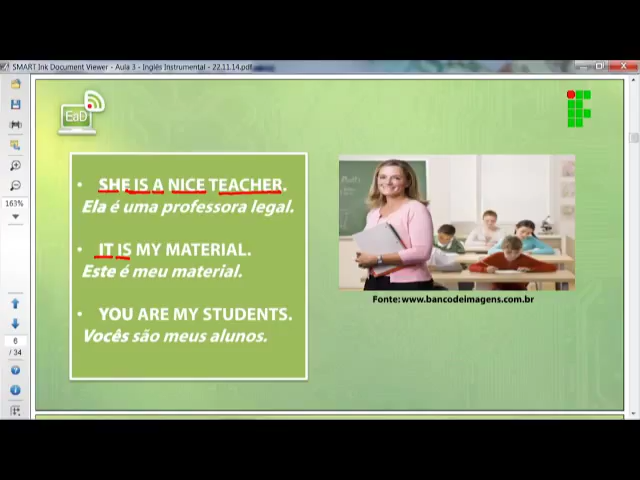 SMART Ink Document Viewer - Aula 3 - Inglês Instrumental - 22.11.14.pdf
EaD
• SHE IS A NICE TEACHER.
Ela é uma professora legal.
• IT IS MY MATERIAL.
Este é meu material.
• YOU ARE MY STUDENTS.
Vocês são meus alunos.
Fonte: www.bancodeimagens.com.br
163%
6
/ 34